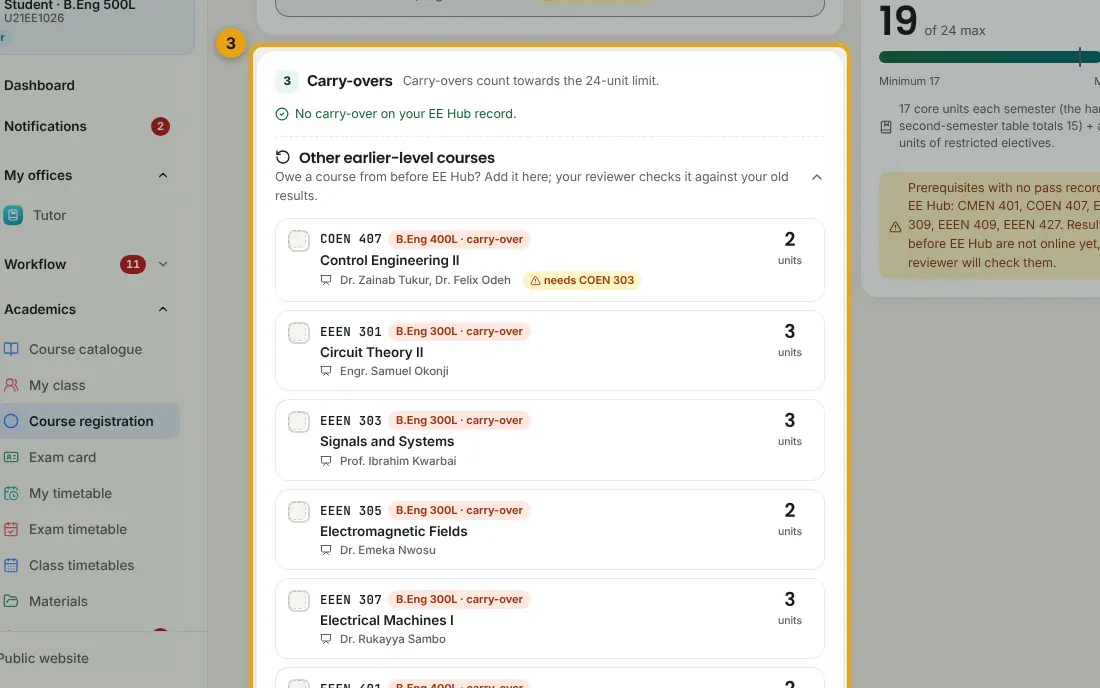 Student · B.Eng 500L
U21EE1026
Dashboard
Notifications 2
My offices
Tutor
Workflow 11
Academics
Course catalogue
My class
Course registration
Exam card
My timetable
Exam timetable
Class timetables
Materials
Public website
3
3 Carry-overs Carry-overs count towards the 24-unit limit.
No carry-over on your EE Hub record.
Other earlier-level courses
Owe a course from before EE Hub? Add it here; your reviewer checks it against your old
results.
COEN 407 B.Eng 400L · carry-over
Control Engineering II
Dr. Zainab Tukur, Dr. Felix Odeh needs COEN 303
2
units
EEEN 301 B.Eng 300L · carry-over
Circuit Theory II
Engr. Samuel Okonji
3
units
EEEN 303 B.Eng 300L · carry-over
Signals and Systems
Prof. Ibrahim Kwarbai
3
units
EEEN 305 B.Eng 300L · carry-over
Electromagnetic Fields
Dr. Emeka Nwosu
2
units
EEEN 307 B.Eng 300L · carry-over
Electrical Machines I
Dr. Rukayya Sambo
3
units
EEEN 401 B.Eng 400L · carry-over
2
19 of 24 max
Minimum 17
17 core units each semester (the
second-semester table totals 15) +
units of restricted electives.
Prerequisites with no pass
EE Hub: CMEN 401, COEN 407,
309, EEEN 409, EEEN 427.
before EE Hub are not online yet,
reviewer will check them.